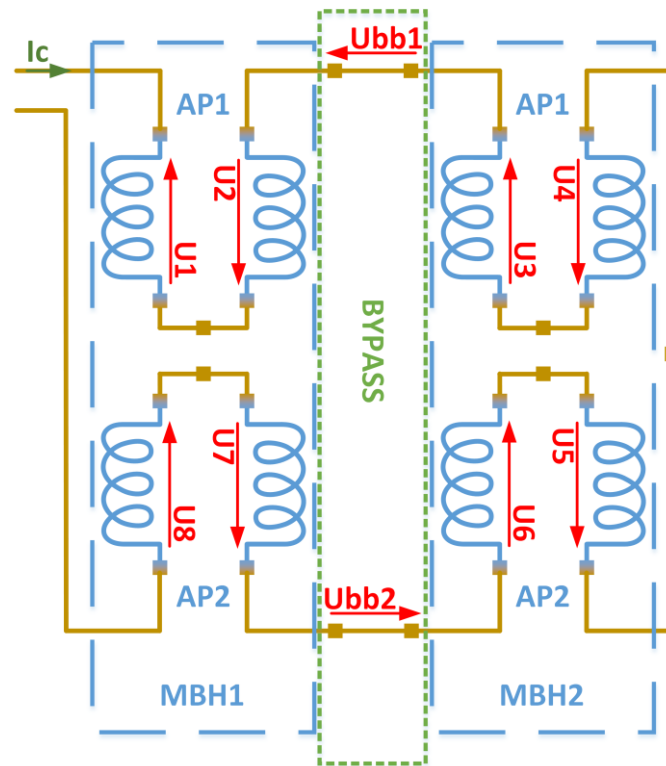 Ubb1
Ic
AP1
AP1
U1
U2
U3
U4
BYPASS
U8
U7
U6
U5
Ubb2
AP2
AP2
MBH1
MBH2